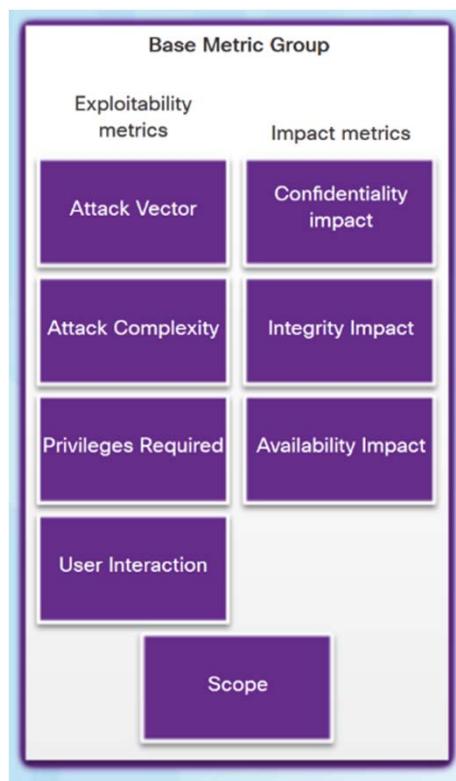 Base Metric Group
Exploitability
metrics
Impact metrics
Attack Vector
Confidentiality
impact
Attack Complexity
Integrity Impact
Privileges Required
Availability Impact
User Interaction
Scope